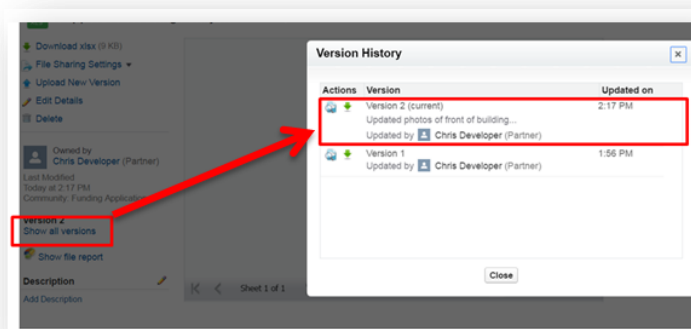 Download xlsx (9 KB)
File Sharing Settings
Upload New Version
Edit Details
Delete
Owned by
Chris Developer (Partner)
Last Modified
Today at 2:17 PM
Community: Funding Application
Version 2
Show all versions
Show file report
Description
Add Description
Sheet 1 of 1
Version History
Actions Version Updated on
Version 2 (current) 2:17 PM
Updated photos of front of building...
Updated by Chris Developer (Partner)
Version 1 1:56 PM
Updated by Chris Developer (Partner)
Close